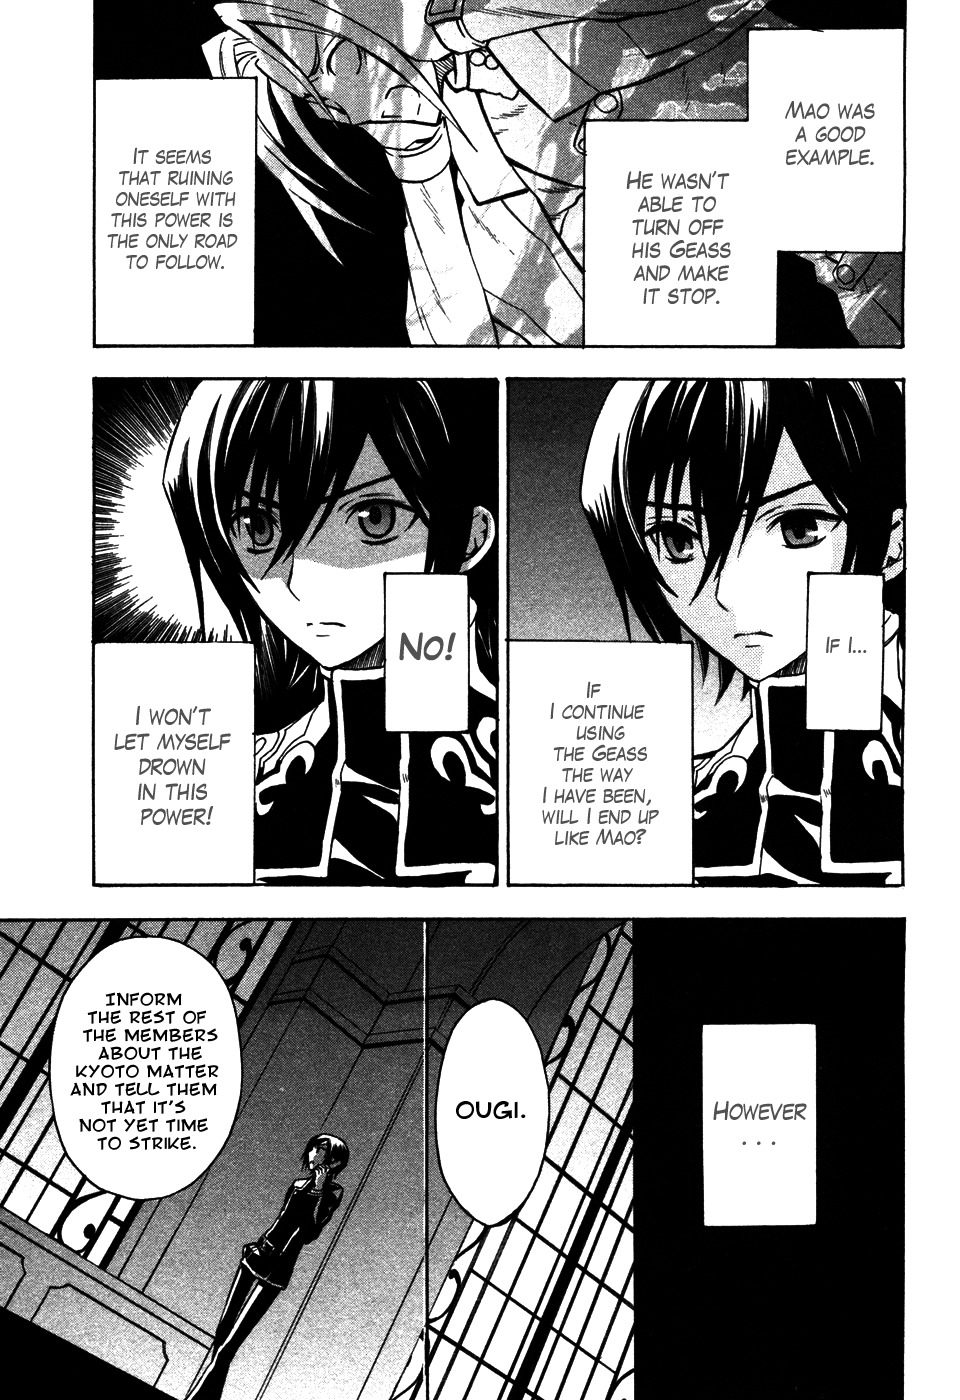 MAO WAS
A GOOD
EXAMPLE.
HE WASN'T
ABLE TO
TURN OFF
HIS GEASS
AND MAKE
IT STOP.
IT SEEMS
THAT RUINING
ONESELF WITH
THIS POWER IS
THE ONLY ROAD
TO FOLLOW.
IF I...
IF
I CONTINUE
USING
THE GEASS
THE WAY
I HAVE BEEN,
WILL I END UP
LIKE MAO?
NO!
I WON'T
LET MYSELF
DROWN
IN THIS
POWER!
HOWEVER
...
OUGI.
INFORM
THE REST OF
THE MEMBERS
ABOUT THE
KYOTO MATTER
AND TELL THEM
THAT IT'S
NOT YET TIME
TO STRIKE.